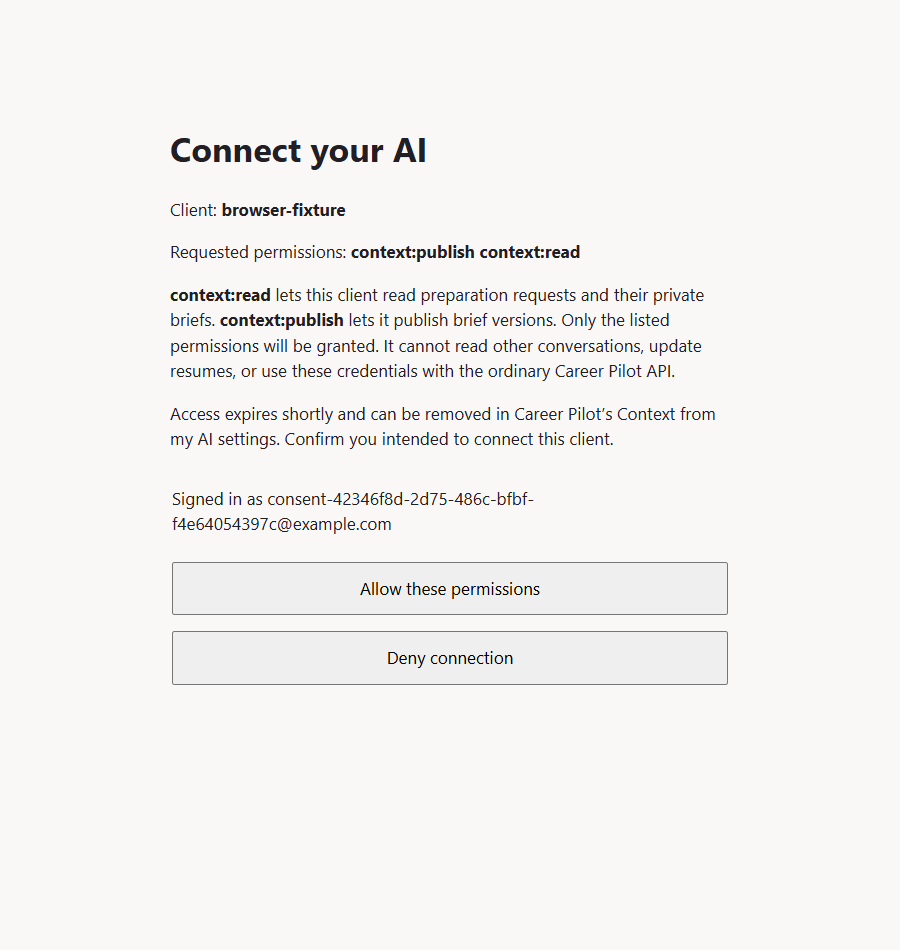 Connect your AI
Client: browser-fixture
Requested permissions: context:publish context:read
context:read lets this client read preparation requests and their private
briefs. context:publish lets it publish brief versions. Only the listed
permissions will be granted. It cannot read other conversations, update
resumes, or use these credentials with the ordinary Career Pilot API.
Access expires shortly and can be removed in Career Pilot’s Context from
my AI settings. Confirm you intended to connect this client.
Signed in as consent-42346f8d-2d75-486c-bfbf-
f4e64054397c@example.com
Allow these permissions
Deny connection